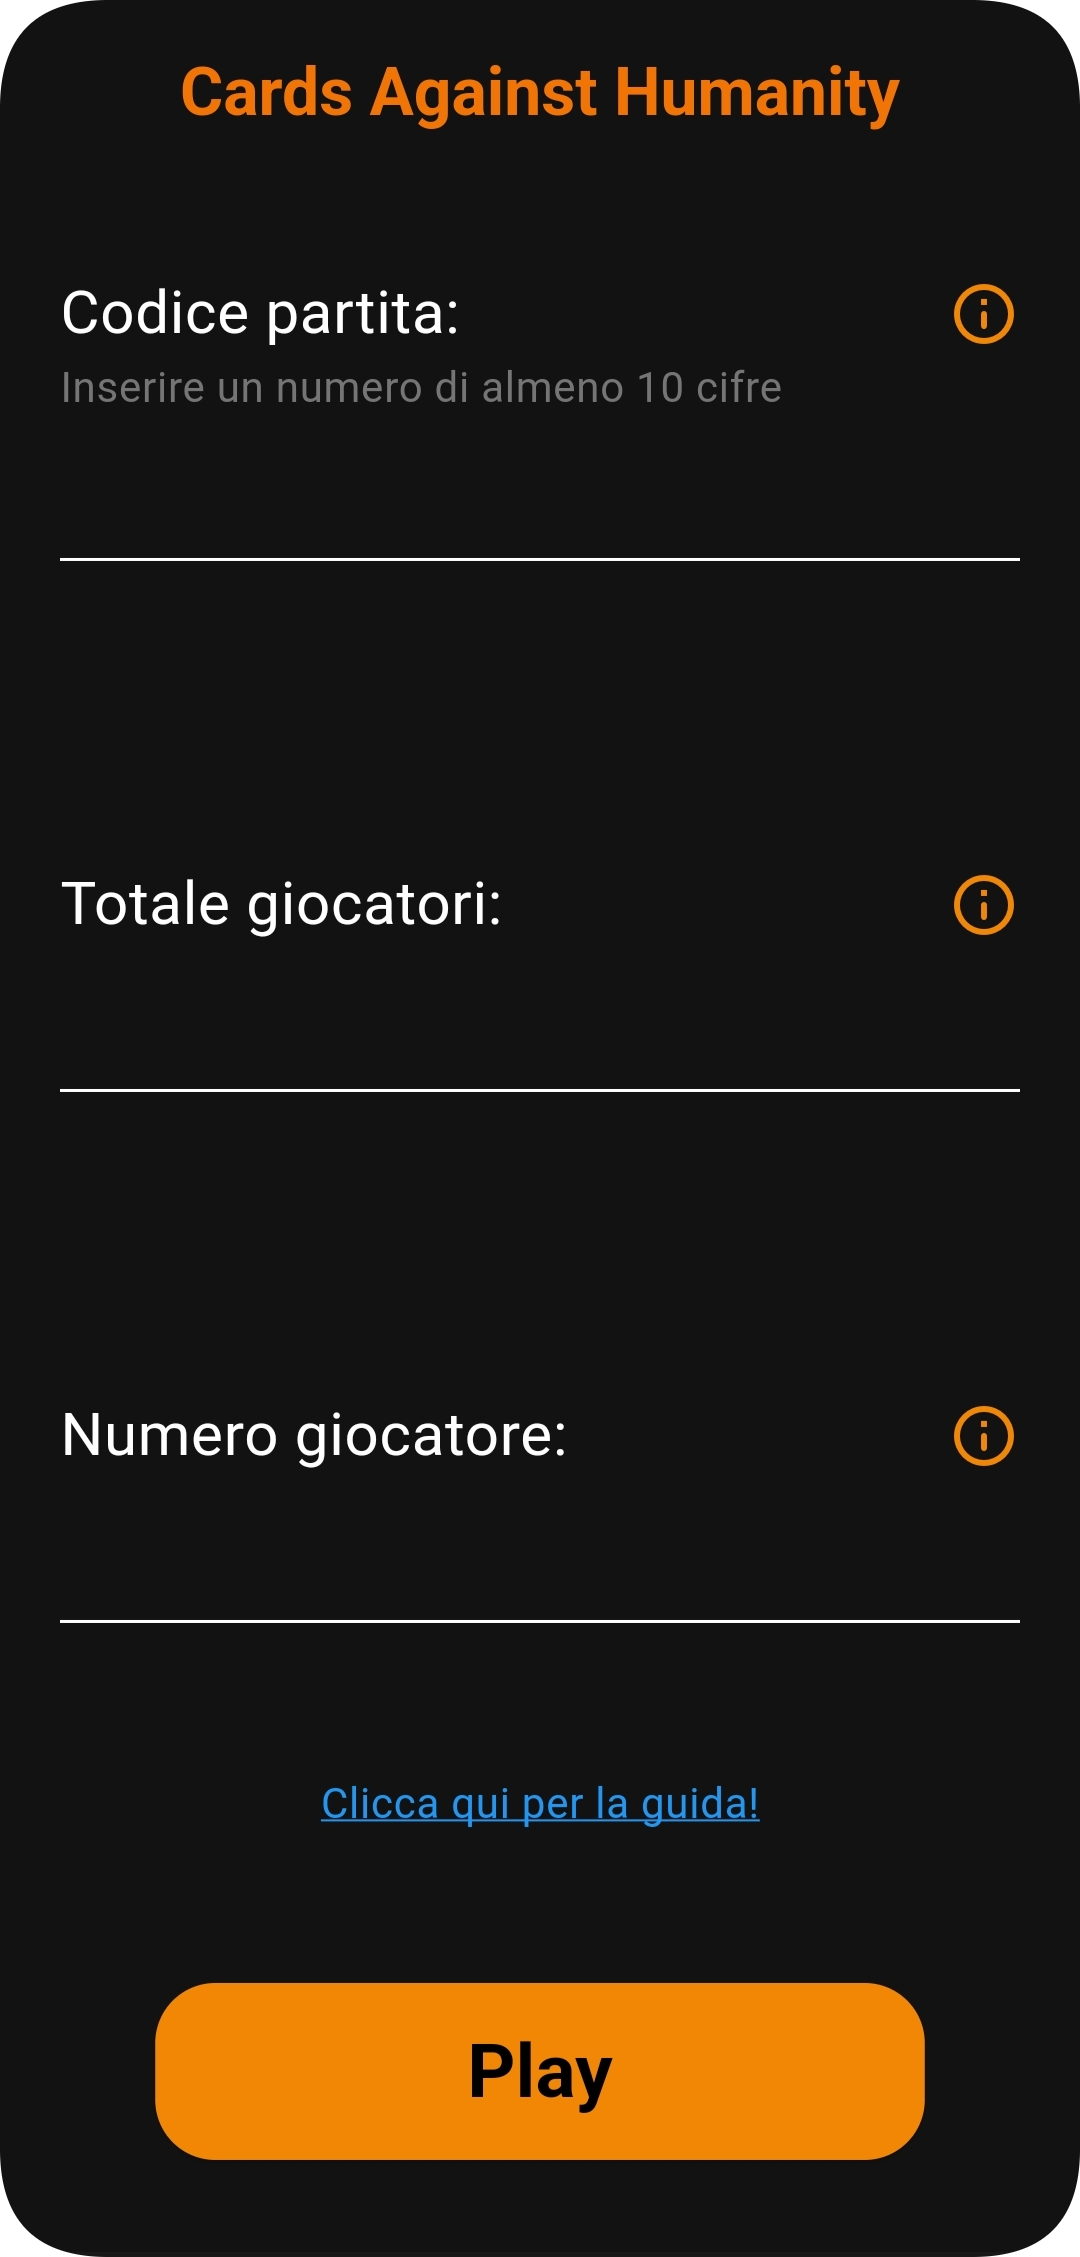 Cards Against Humanity
Codice partita:
Inserire un numero di almeno 10 cifre
Totale giocatori:
Numero giocatore:
Clicca qui per la guida!
Play